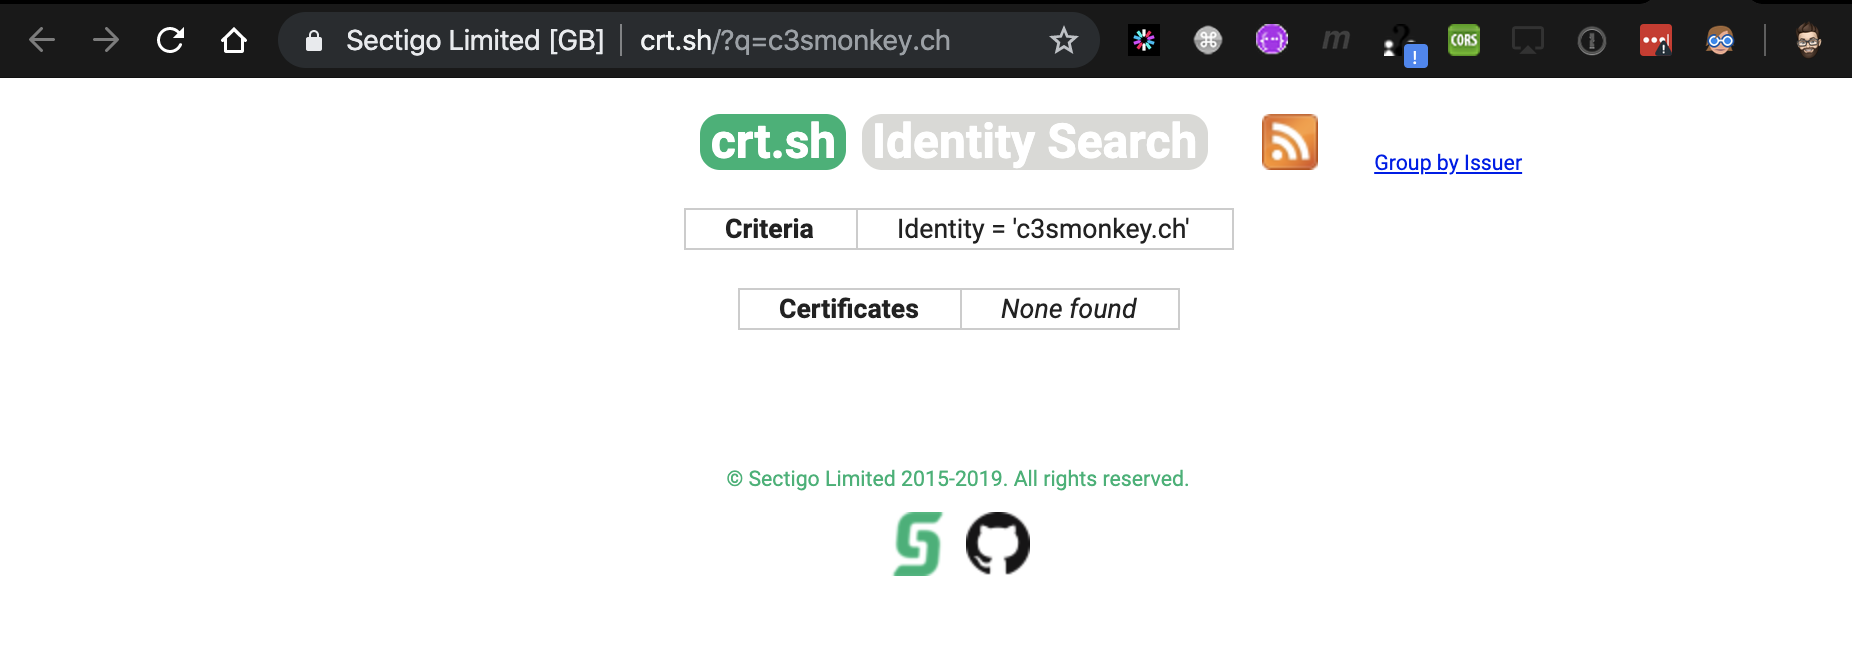 Sectigo Limited [GB] crt.sh/?q=c3smonkey.ch
m ? ! CORS
crt.sh Identity Search
Group by Issuer
Criteria Identity = 'c3smonkey.ch'
Certificates None found
© Sectigo Limited 2015-2019. All rights reserved.